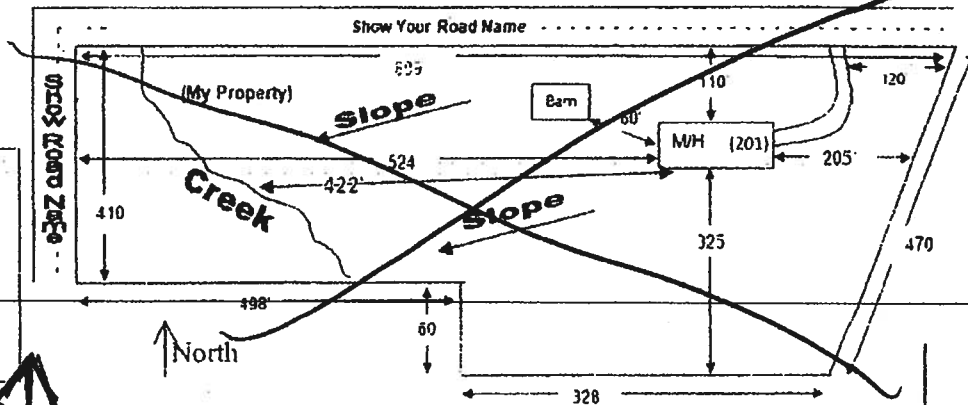 Show Your Road Name
Show Road Name
(My Property)
Slope
Barn
110'
120
60'
M/H (201)
524
205'
422'
Creek
Slope
410
325
470
498'
60
North
328